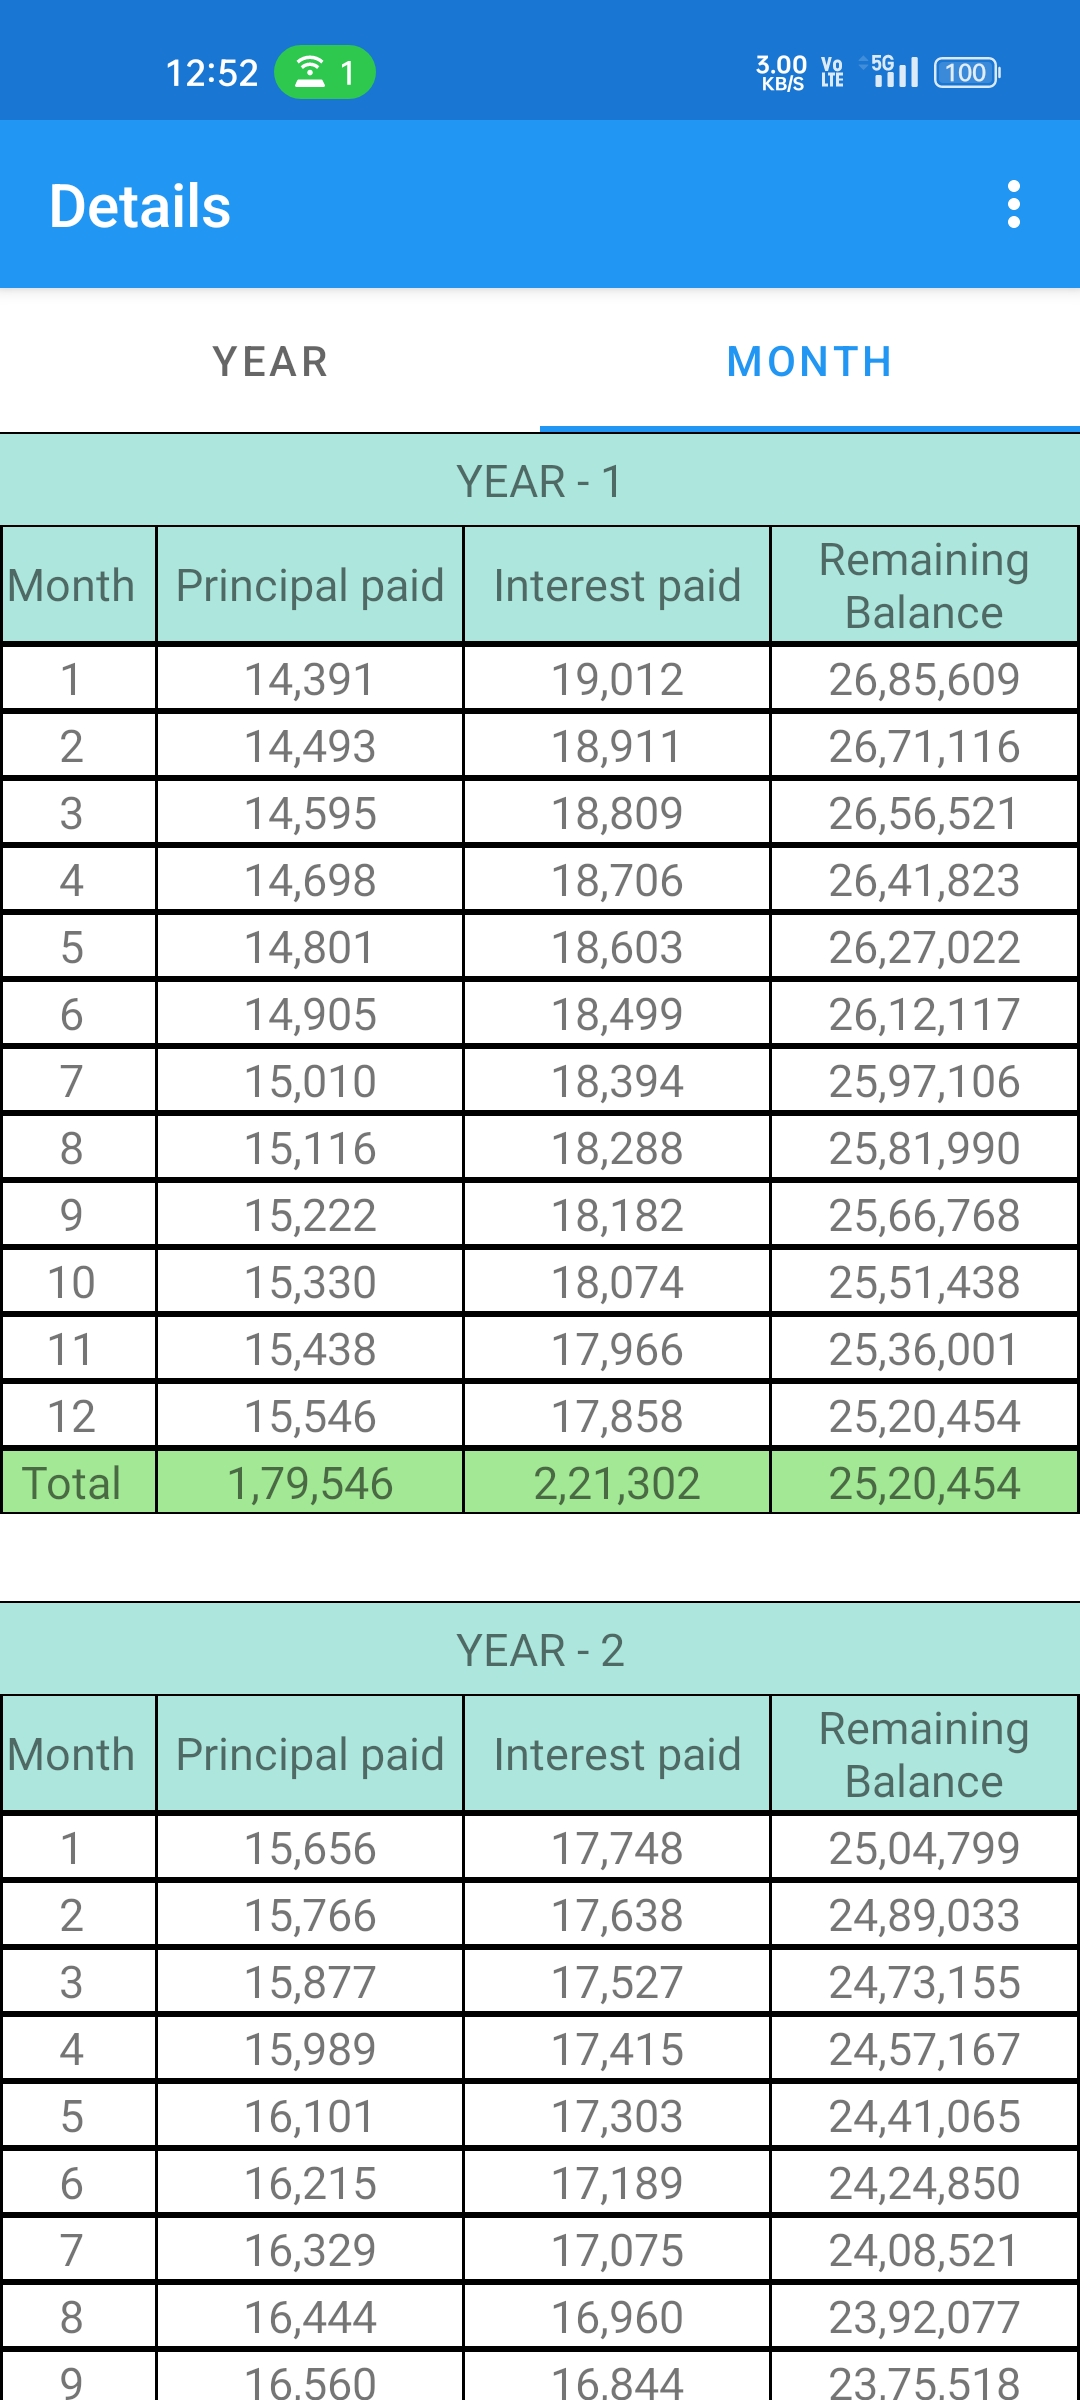 12:52 1 3.00 KB/S Vo LTE 5G 100
Details
YEAR MONTH
YEAR - 1
Month Principal paid Interest paid Remaining Balance
1 14,391 19,012 26,85,609
2 14,493 18,911 26,71,116
3 14,595 18,809 26,56,521
4 14,698 18,706 26,41,823
5 14,801 18,603 26,27,022
6 14,905 18,499 26,12,117
7 15,010 18,394 25,97,106
8 15,116 18,288 25,81,990
9 15,222 18,182 25,66,768
10 15,330 18,074 25,51,438
11 15,438 17,966 25,36,001
12 15,546 17,858 25,20,454
Total 1,79,546 2,21,302 25,20,454
YEAR - 2
Month Principal paid Interest paid Remaining Balance
1 15,656 17,748 25,04,799
2 15,766 17,638 24,89,033
3 15,877 17,527 24,73,155
4 15,989 17,415 24,57,167
5 16,101 17,303 24,41,065
6 16,215 17,189 24,24,850
7 16,329 17,075 24,08,521
8 16,444 16,960 23,92,077
9 16,560 16,844 23,75,518